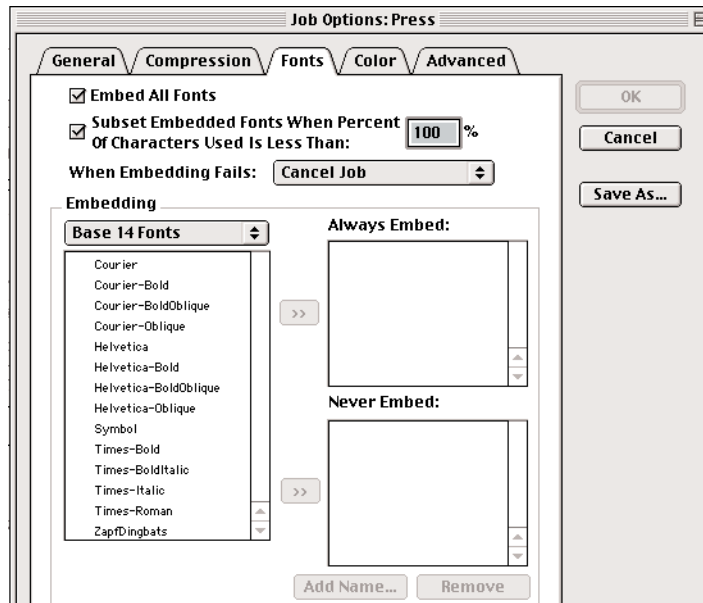 Job Options: Press
General Compression Fonts Color Advanced
Embed All Fonts
Subset Embedded Fonts When Percent
Of Characters Used Is Less Than: 100 %
When Embedding Fails: Cancel Job
OK
Cancel
Save As...
Embedding
Base 14 Fonts
Courier
Courier-Bold
Courier-BoldOblique
Courier-Oblique
Helvetica
Helvetica-Bold
Helvetica-BoldOblique
Helvetica-Oblique
Symbol
Times-Bold
Times-BoldItalic
Times-Italic
Times-Roman
ZapfDingbats
>>
>>
Always Embed:
Never Embed:
Add Name... Remove